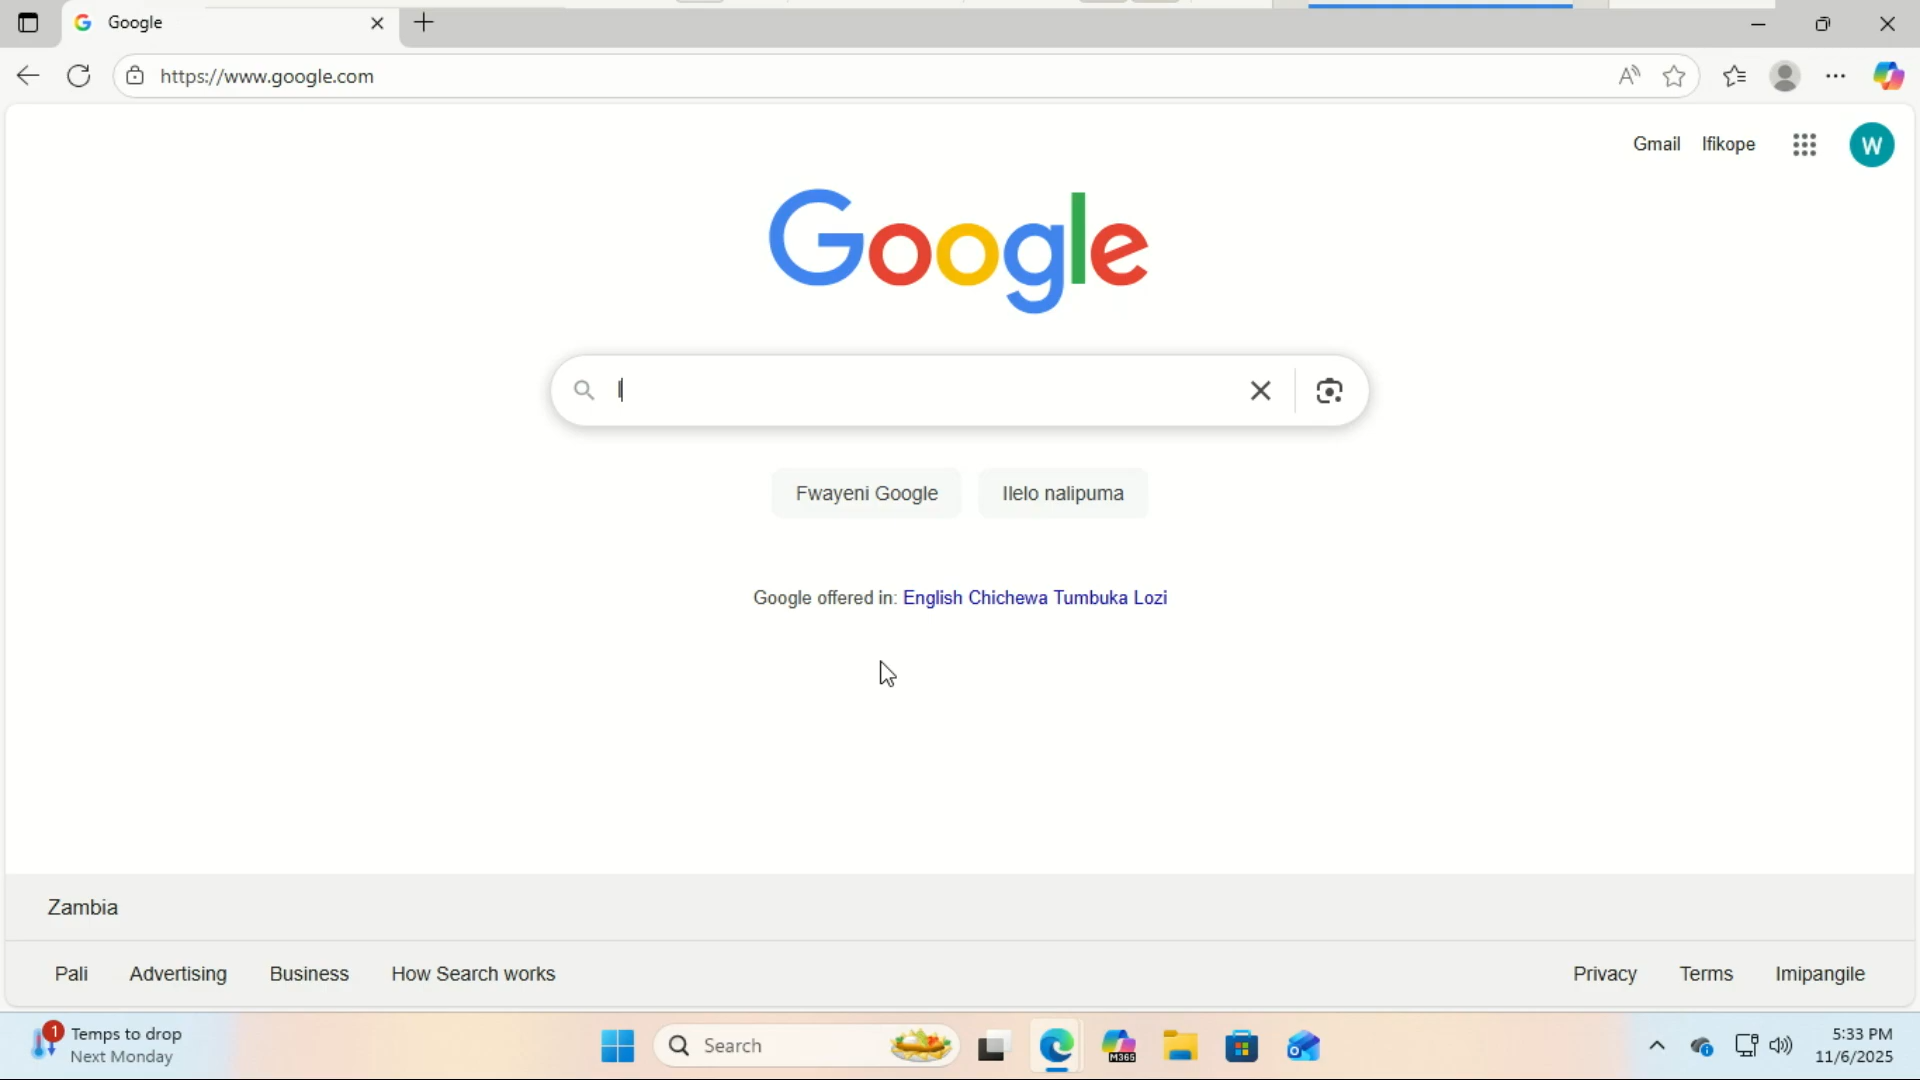 Google
https://www.google.com
Gmail Ifikope
W
Google
l
Fwayeni Google
Ilelo nalipuma
Google offered in: English Chichewa Tumbuka Lozi
Zambia
Pali Advertising Business How Search works
Privacy Terms Imipangile
1
Temps to drop
Next Monday
Search
M365
5:33 PM
11/6/2025